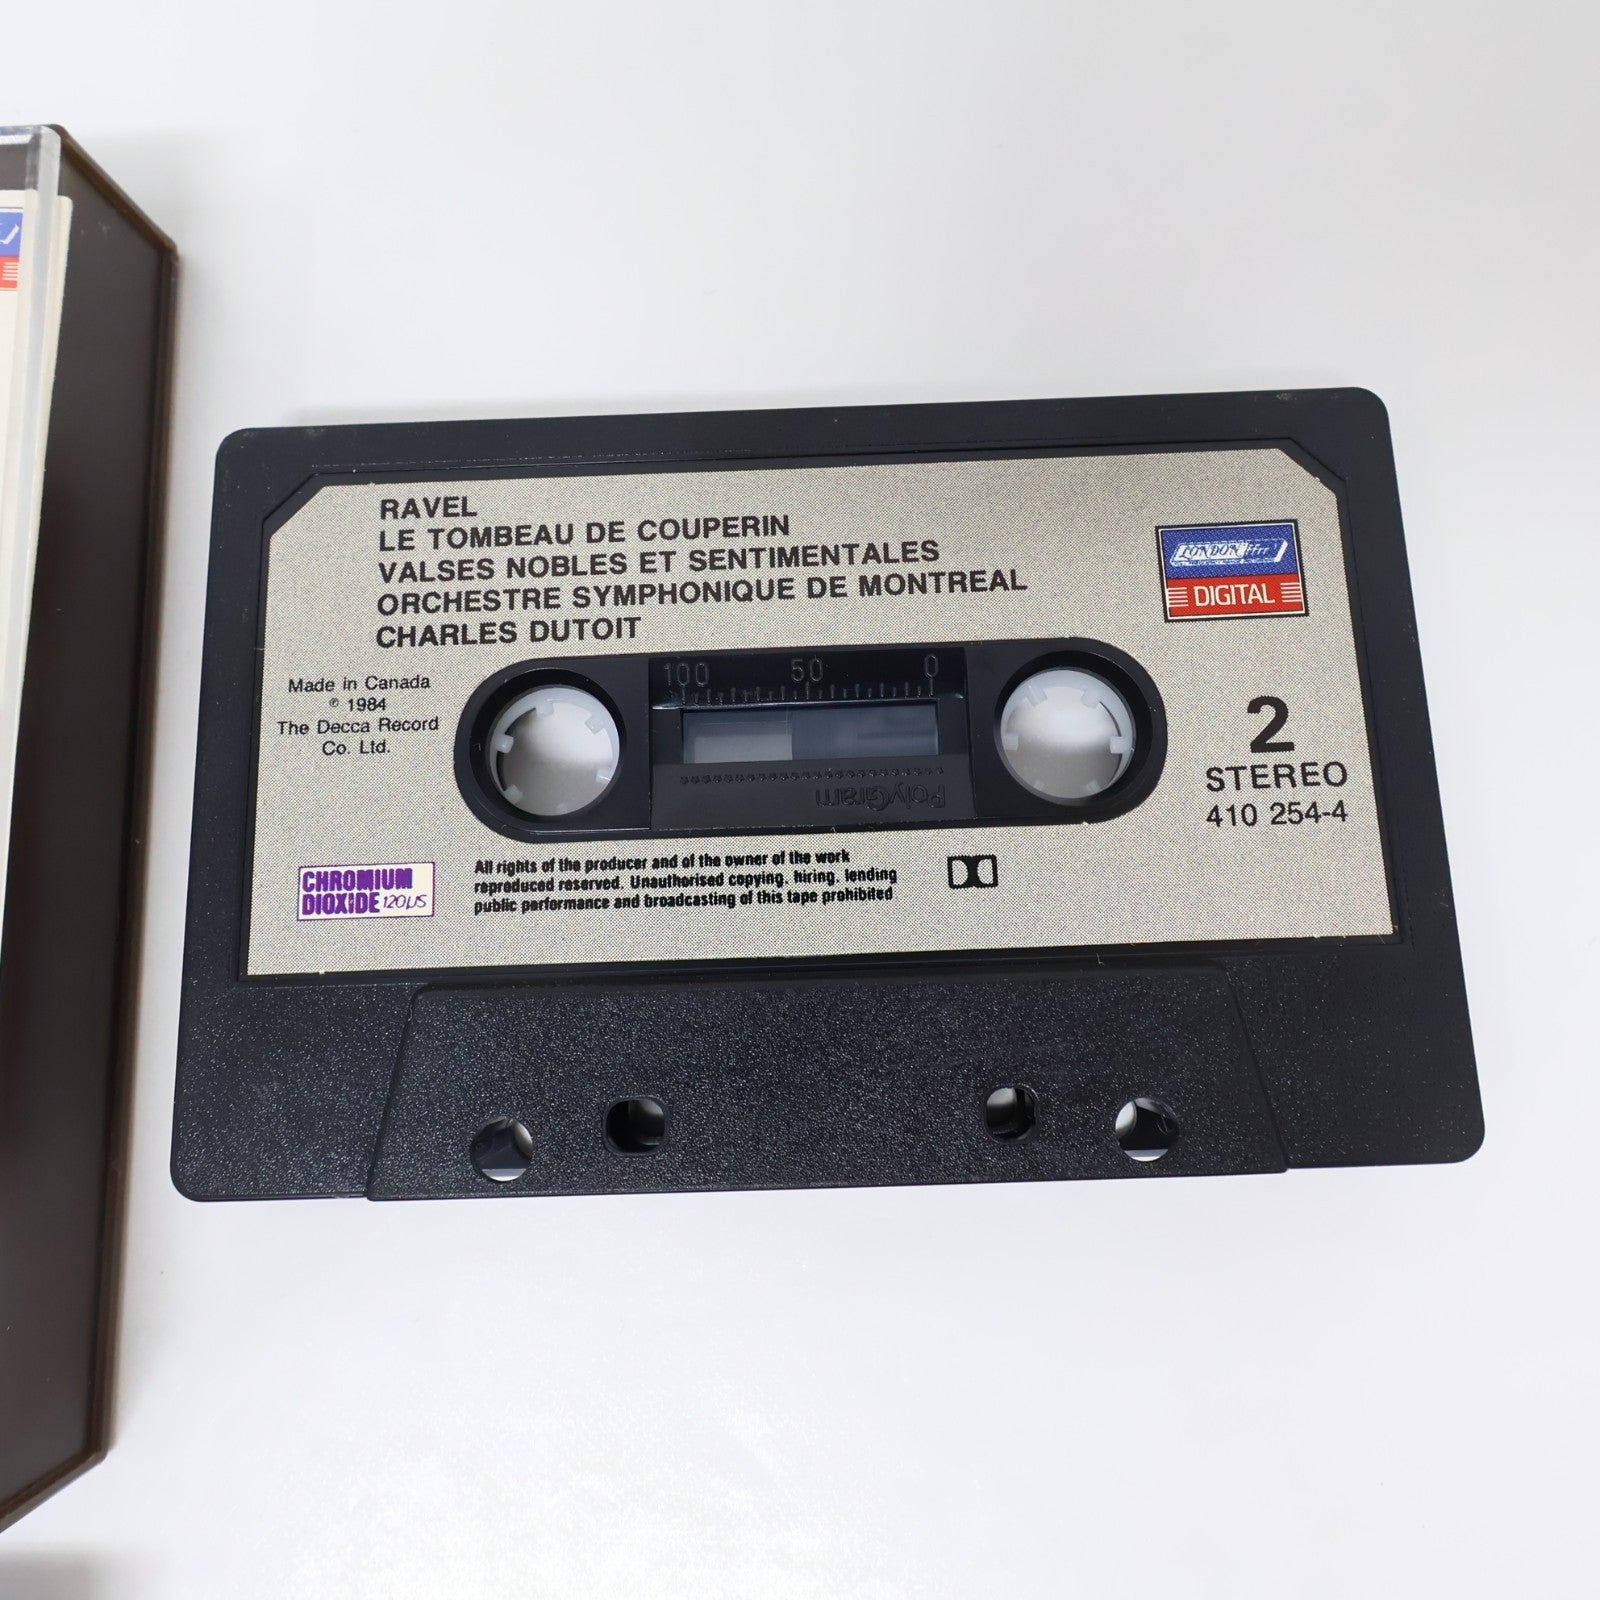 RAVEL
LE TOMBEAU DE COUPERIN
VALSES NOBLES ET SENTIMENTALES
ORCHESTRE SYMPHONIQUE DE MONTREAL
CHARLES DUTOIT
LONDON ffrr
DIGITAL
Made in Canada
℗ 1984
The Decca Record
Co. Ltd.
100 50 0
PolyGram
2
STEREO
410 254-4
CHROMIUM
DIOXIDE 120µS
All rights of the producer and of the owner of the work
reproduced reserved. Unauthorised copying, hiring, lending
public performance and broadcasting of this tape prohibited